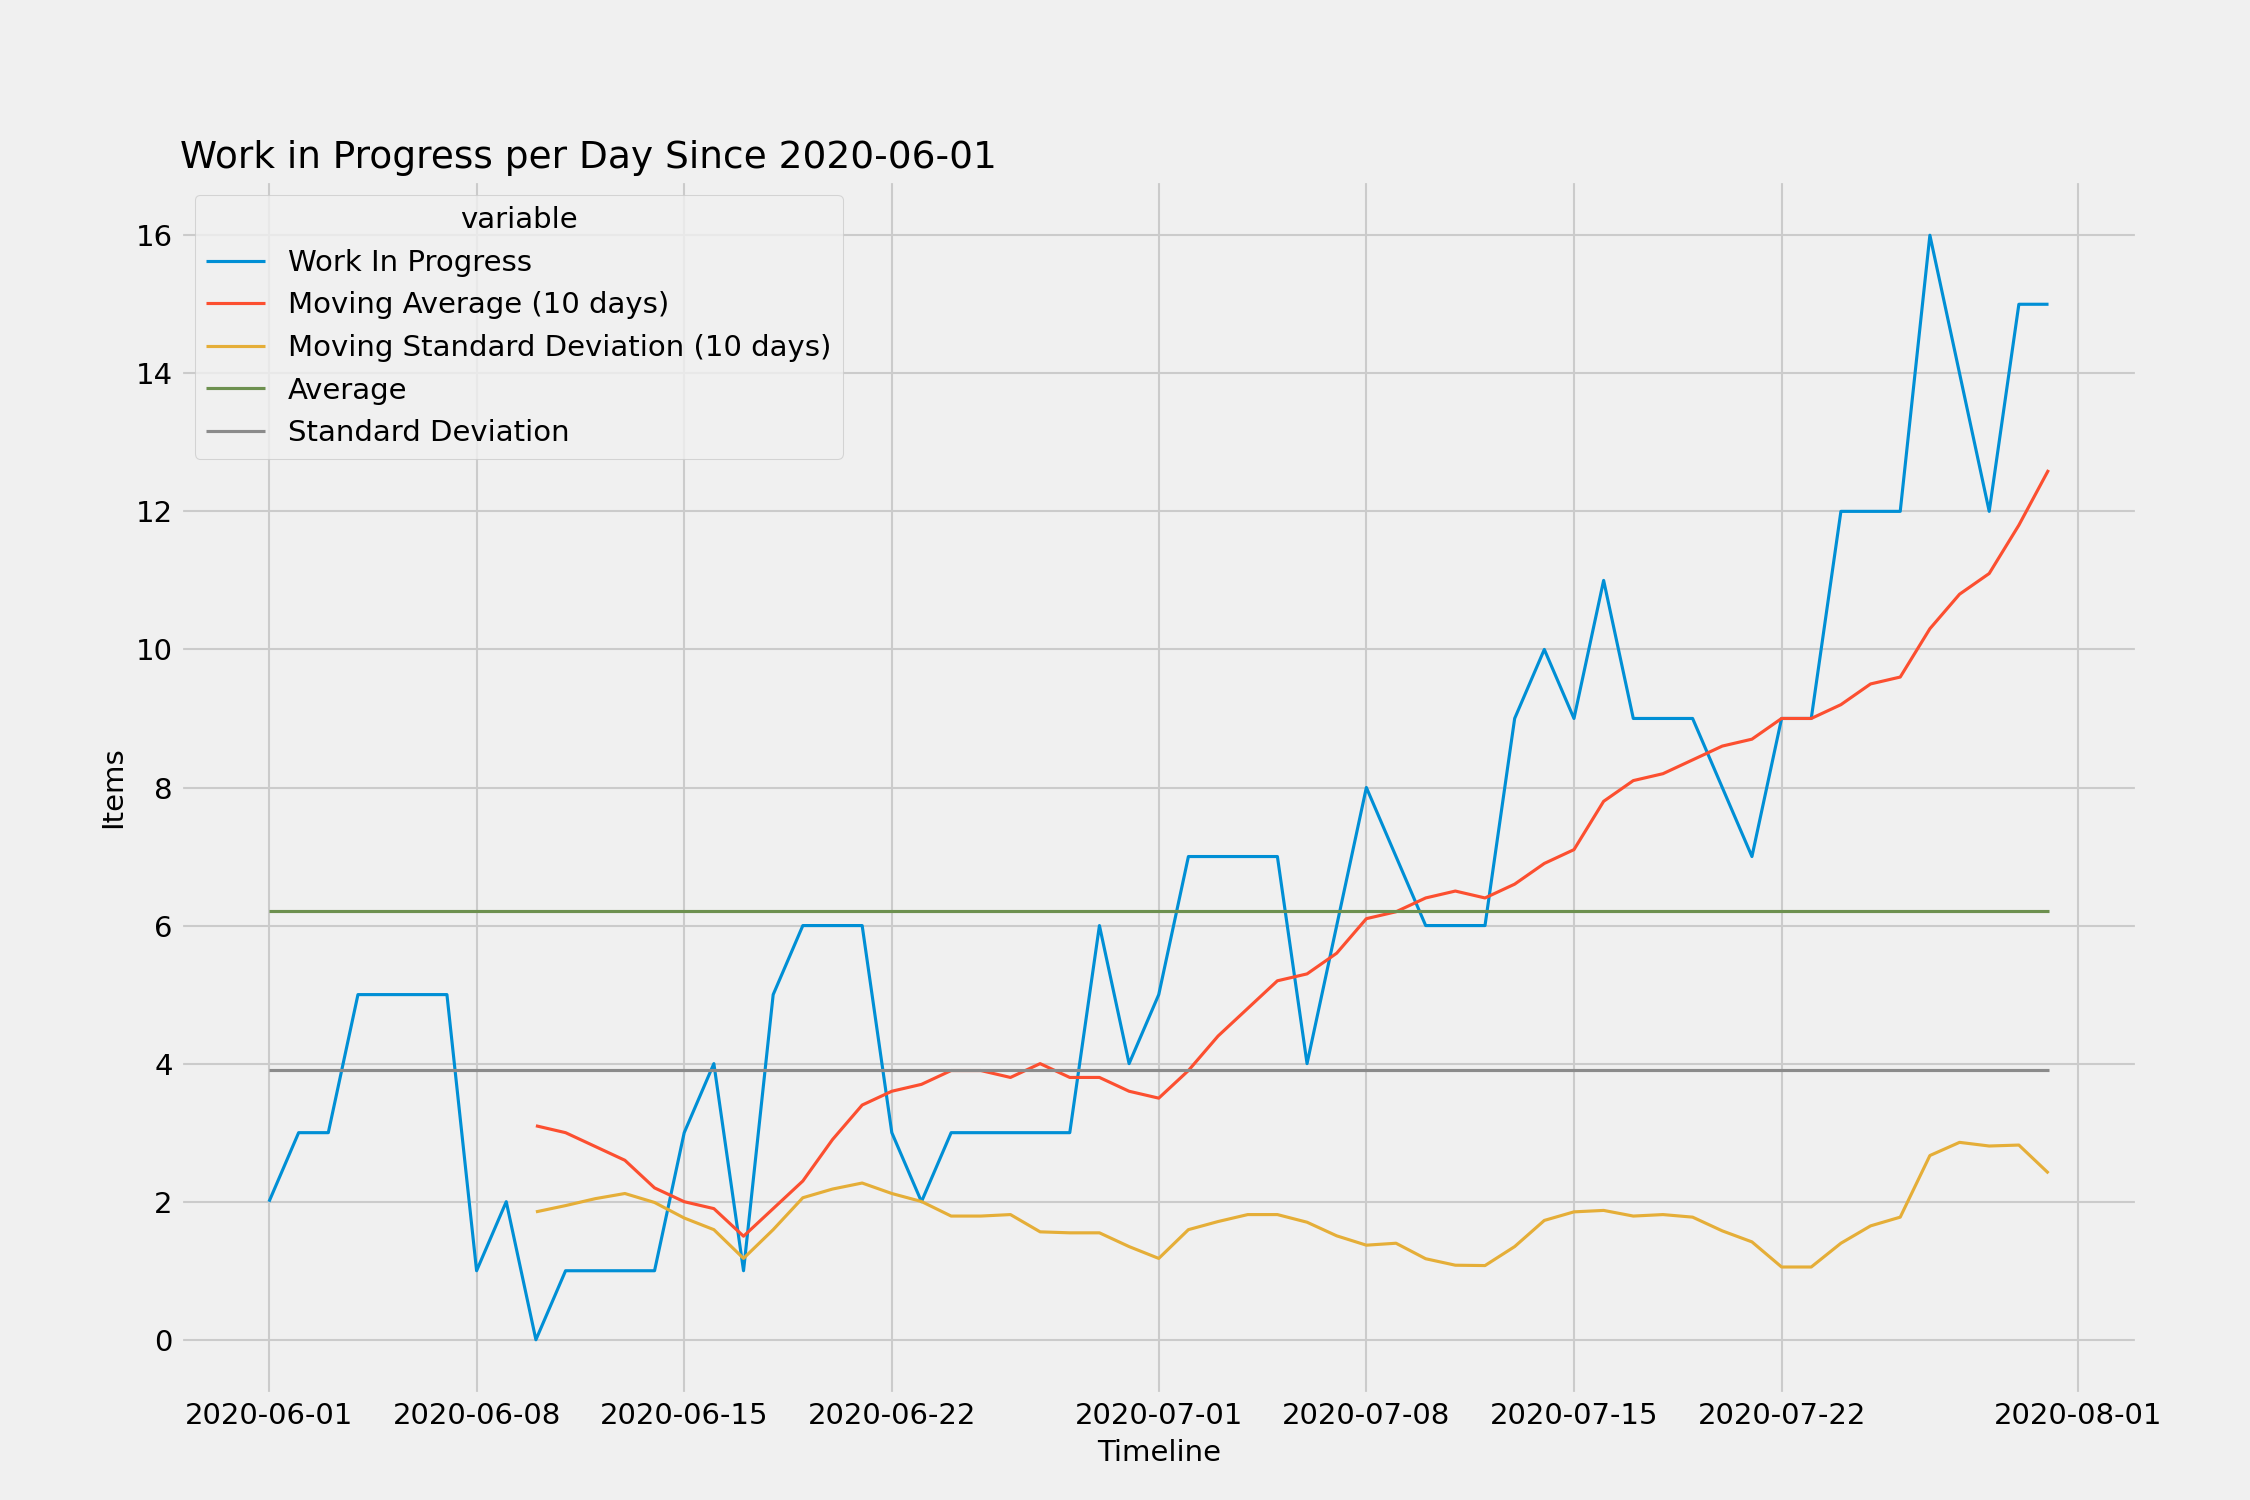 Work in Progress per Day Since 2020-06-01
variable
Work In Progress
Moving Average (10 days)
Moving Standard Deviation (10 days)
Average
Standard Deviation
16
14
12
10
8
6
4
2
0
Items
2020-06-01 2020-06-08 2020-06-15 2020-06-22 2020-07-01 2020-07-08 2020-07-15 2020-07-22 2020-08-01
Timeline